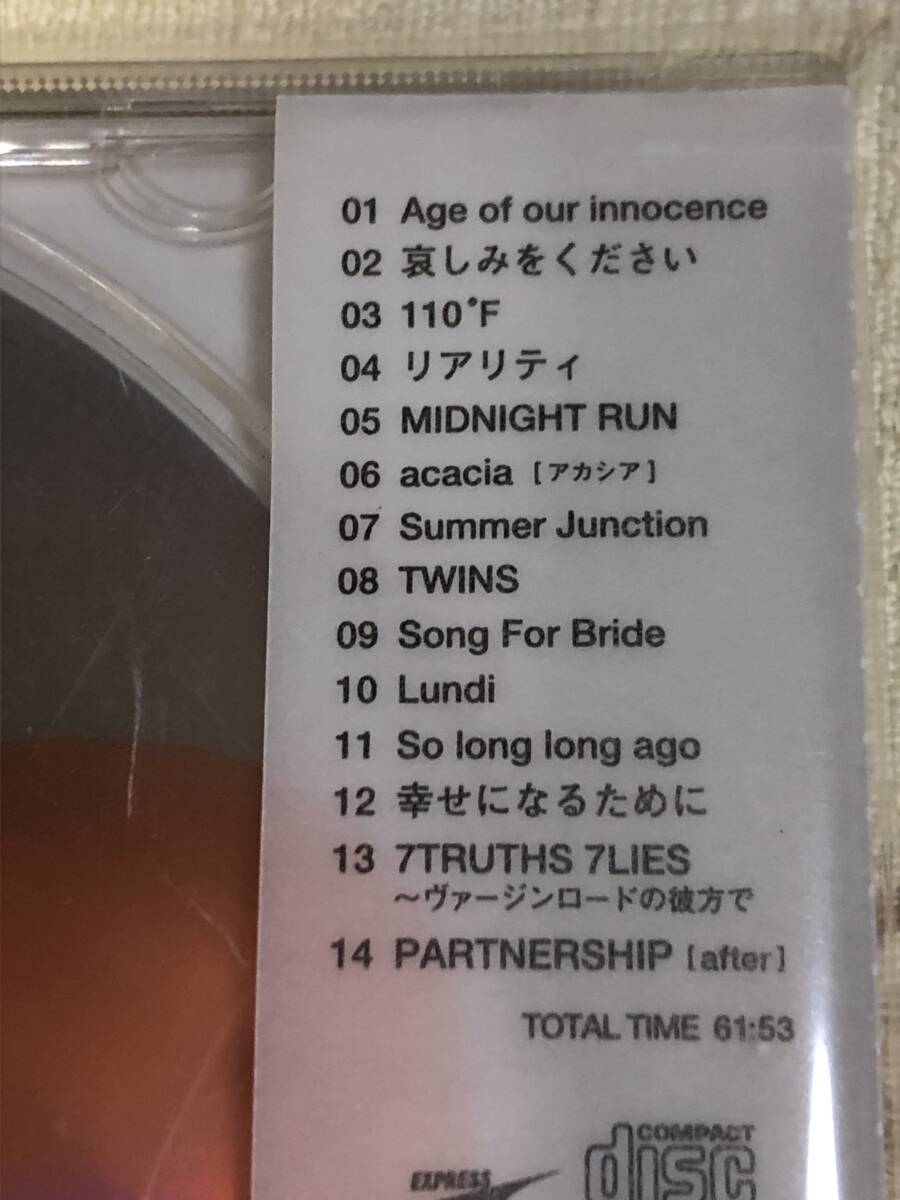 01 Age of our innocence
02 哀しみをください
03 110°F
04 リアリティ
05 MIDNIGHT RUN
06 acacia [アカシア]
07 Summer Junction
08 TWINS
09 Song For Bride
10 Lundi
11 So long long ago
12 幸せになるために
13 7TRUTHS 7LIES
～ヴァージンロードの彼方で
14 PARTNERSHIP [after]
TOTAL TIME 61:53
EXPRESS
COMPACT
disc